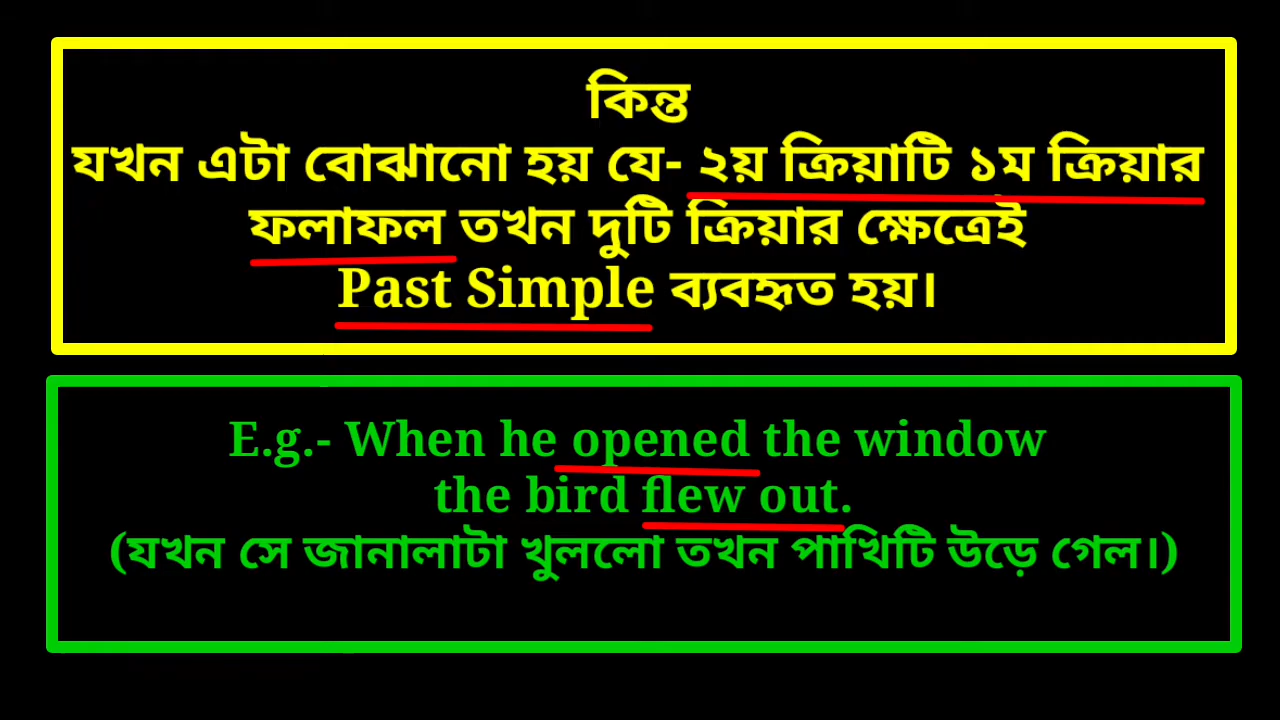 কিন্ত
যখন এটা বোঝানো হয় যে- ২য় ক্রিয়াটি ১ম ক্রিয়ার
ফলাফল তখন দুটি ক্রিয়ার ক্ষেত্রেই
Past Simple ব্যবহৃত হয়।
E.g.- When he opened the window
the bird flew out.
(যখন সে জানালাটা খুললো তখন পাখিটি উড়ে গেল।)